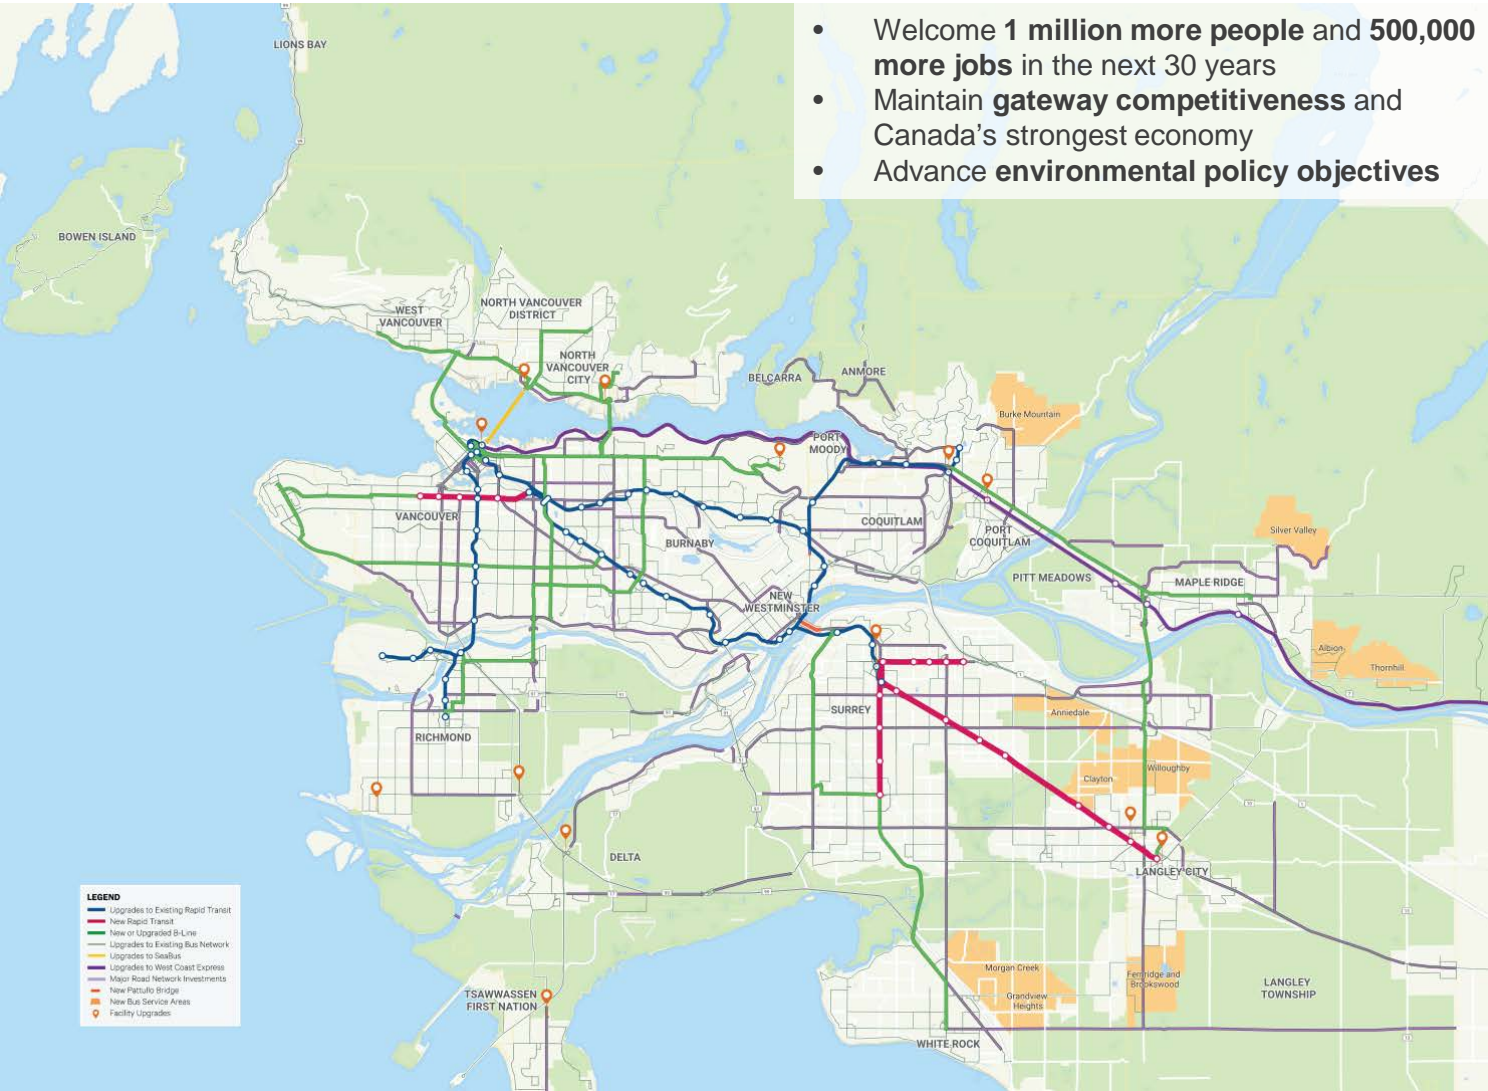 • Welcome 1 million more people and 500,000
more jobs in the next 30 years
• Maintain gateway competitiveness and
Canada's strongest economy
• Advance environmental policy objectives
LIONS BAY
BOWEN ISLAND
WEST
VANCOUVER
NORTH VANCOUVER
DISTRICT
NORTH
VANCOUVER
CITY
BELCARRA
ANMORE
Burke Mountain
PORT
MOODY
VANCOUVER
BURNABY
COQUITLAM
PORT
COQUITLAM
Silver Valley
PITT MEADOWS
MAPLE RIDGE
NEW
WESTMINSTER
Albion
Thornhill
SURREY
Anniedale
RICHMOND
Clayton
Willoughby
DELTA
LANGLEY CITY
LEGEND
Upgrades to Existing Rapid Transit
New Rapid Transit
New or Upgraded B-Line
Upgrades to Existing Bus Network
Upgrades to SeaBus
Upgrades to West Coast Express
Major Road Network Investments
New Pattullo Bridge
New Bus Service Areas
Facility Upgrades
Morgan Creek
Grandview
Heights
Fernridge and
Brookswood
LANGLEY
TOWNSHIP
TSAWWASSEN
FIRST NATION
WHITE ROCK